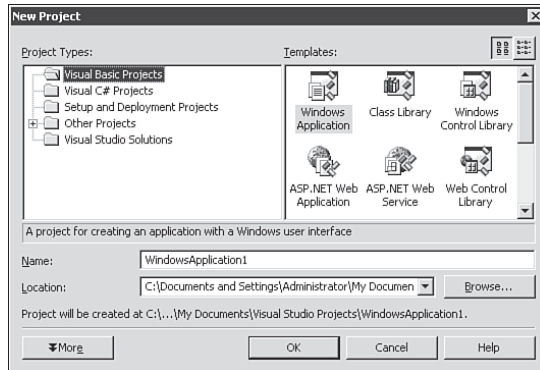 New Project
Project Types:
Templates:
Visual Basic Projects
Visual C# Projects
Setup and Deployment Projects
Other Projects
Visual Studio Solutions
Windows Application
Class Library
Windows Control Library
ASP.NET Web Application
ASP.NET Web Service
Web Control Library
A project for creating an application with a Windows user interface
Name:
WindowsApplication1
Location:
C:\Documents and Settings\Administrator\My Documen
Browse...
Project will be created at C:\...\My Documents\Visual Studio Projects\WindowsApplication1.
More
OK
Cancel
Help